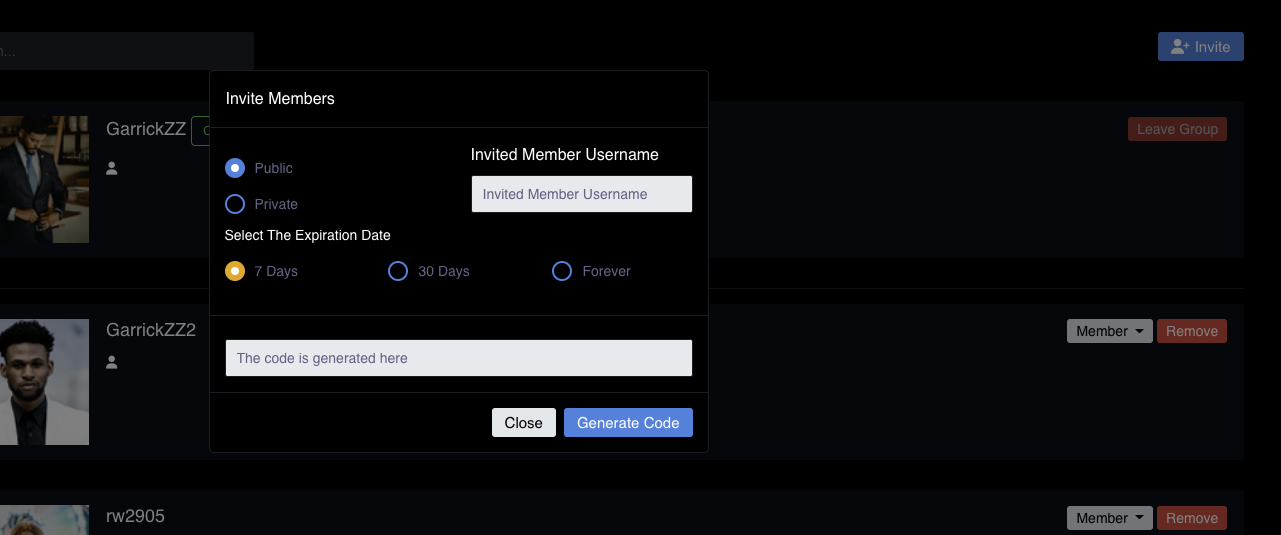 Invite
Invite Members
GarrickZZ
Leave Group
Public
Invited Member Username
Invited Member Username
Private
Select The Expiration Date
7 Days
30 Days
Forever
GarrickZZ2
Member
Remove
The code is generated here
Close
Generate Code
rw2905
Member
Remove